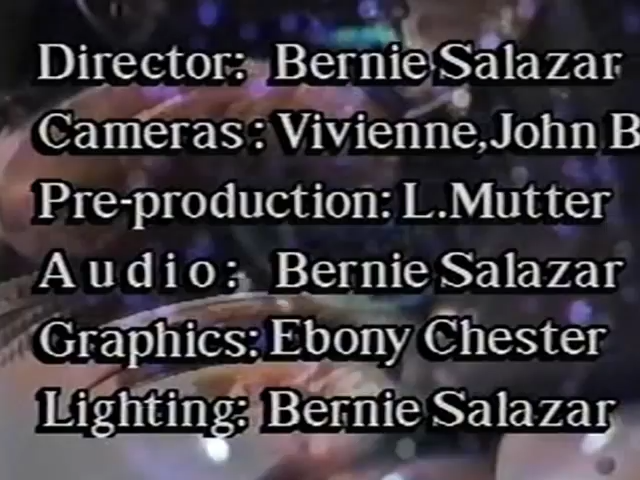 Director: Bernie Salazar
Cameras: Vivienne,John B
Pre-production: L.Mutter
Audio: Bernie Salazar
Graphics: Ebony Chester
Lighting: Bernie Salazar